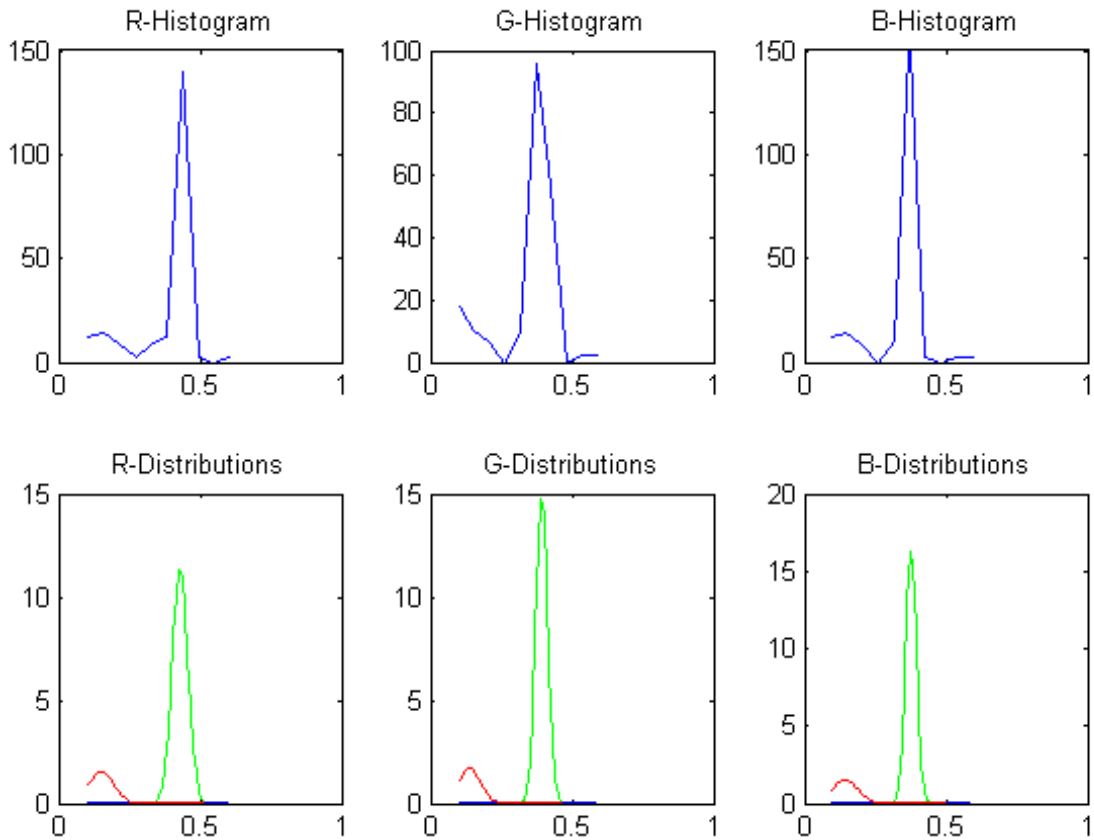 R-Histogram G-Histogram B-Histogram
150 100 150
80
100 100
60
40
50 50
20
0 0 0
0 0.5 1 0 0.5 1 0 0.5 1
R-Distributions G-Distributions B-Distributions
15 15 20
15
10 10
10
5 5
5
0 0 0
0 0.5 1 0 0.5 1 0 0.5 1